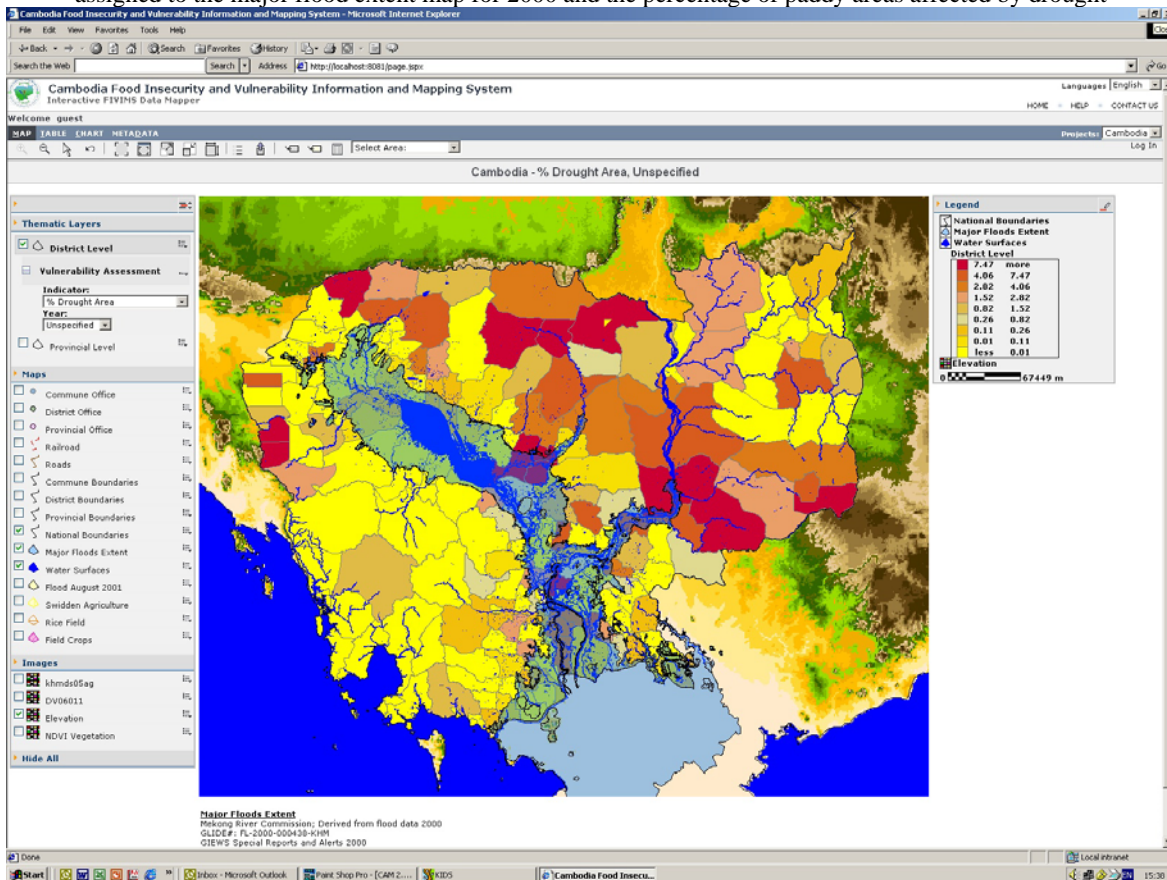 assigned to the major flood extent map for 2000 and the percentage of paddy areas affected by drought
Cambodia Food Insecurity and Vulnerability Information and Mapping System - Microsoft Internet Explorer
File Edit View Favorites Tools Help
Clos
Back Search Favorites History
Search the Web Search Address http://localhost:8081/page.jspx Go
Cambodia Food Insecurity and Vulnerability Information and Mapping System
Interactive FIVIMS Data Mapper
Languages English
HOME HELP CONTACT US
Welcome guest
MAP TABLE CHART METADATA
Projects: Cambodia
Select Area:
Log In
Cambodia - % Drought Area, Unspecified
Thematic Layers
District Level
Vulnerability Assessment
Indicator:
% Drought Area
Year:
Unspecified
Provincial Level
Maps
Commune Office
District Office
Provincial Office
Railroad
Roads
Commune Boundaries
District Boundaries
Provincial Boundaries
National Boundaries
Major Floods Extent
Water Surfaces
Flood August 2001
Swidden Agriculture
Rice Field
Field Crops
Images
khmds05ag
DV06011
Elevation
NDVI Vegetation
Hide All
Legend
National Boundaries
Major Floods Extent
Water Surfaces
District Level
7.47 more
4.06 7.47
2.82 4.06
1.52 2.82
0.82 1.52
0.26 0.82
0.11 0.26
0.01 0.11
less 0.01
Elevation
0 67449 m
Major Floods Extent
Mekong River Commission; Derived from flood data 2000
GLIDE#: FL-2000-000438-KHM
GIEWS Special Reports and Alerts 2000
Done
Local intranet
Start Inbox - Microsoft Outlook Paint Shop Pro - [CAM 2.... KIDS Cambodia Food Insecu... EN 15:38